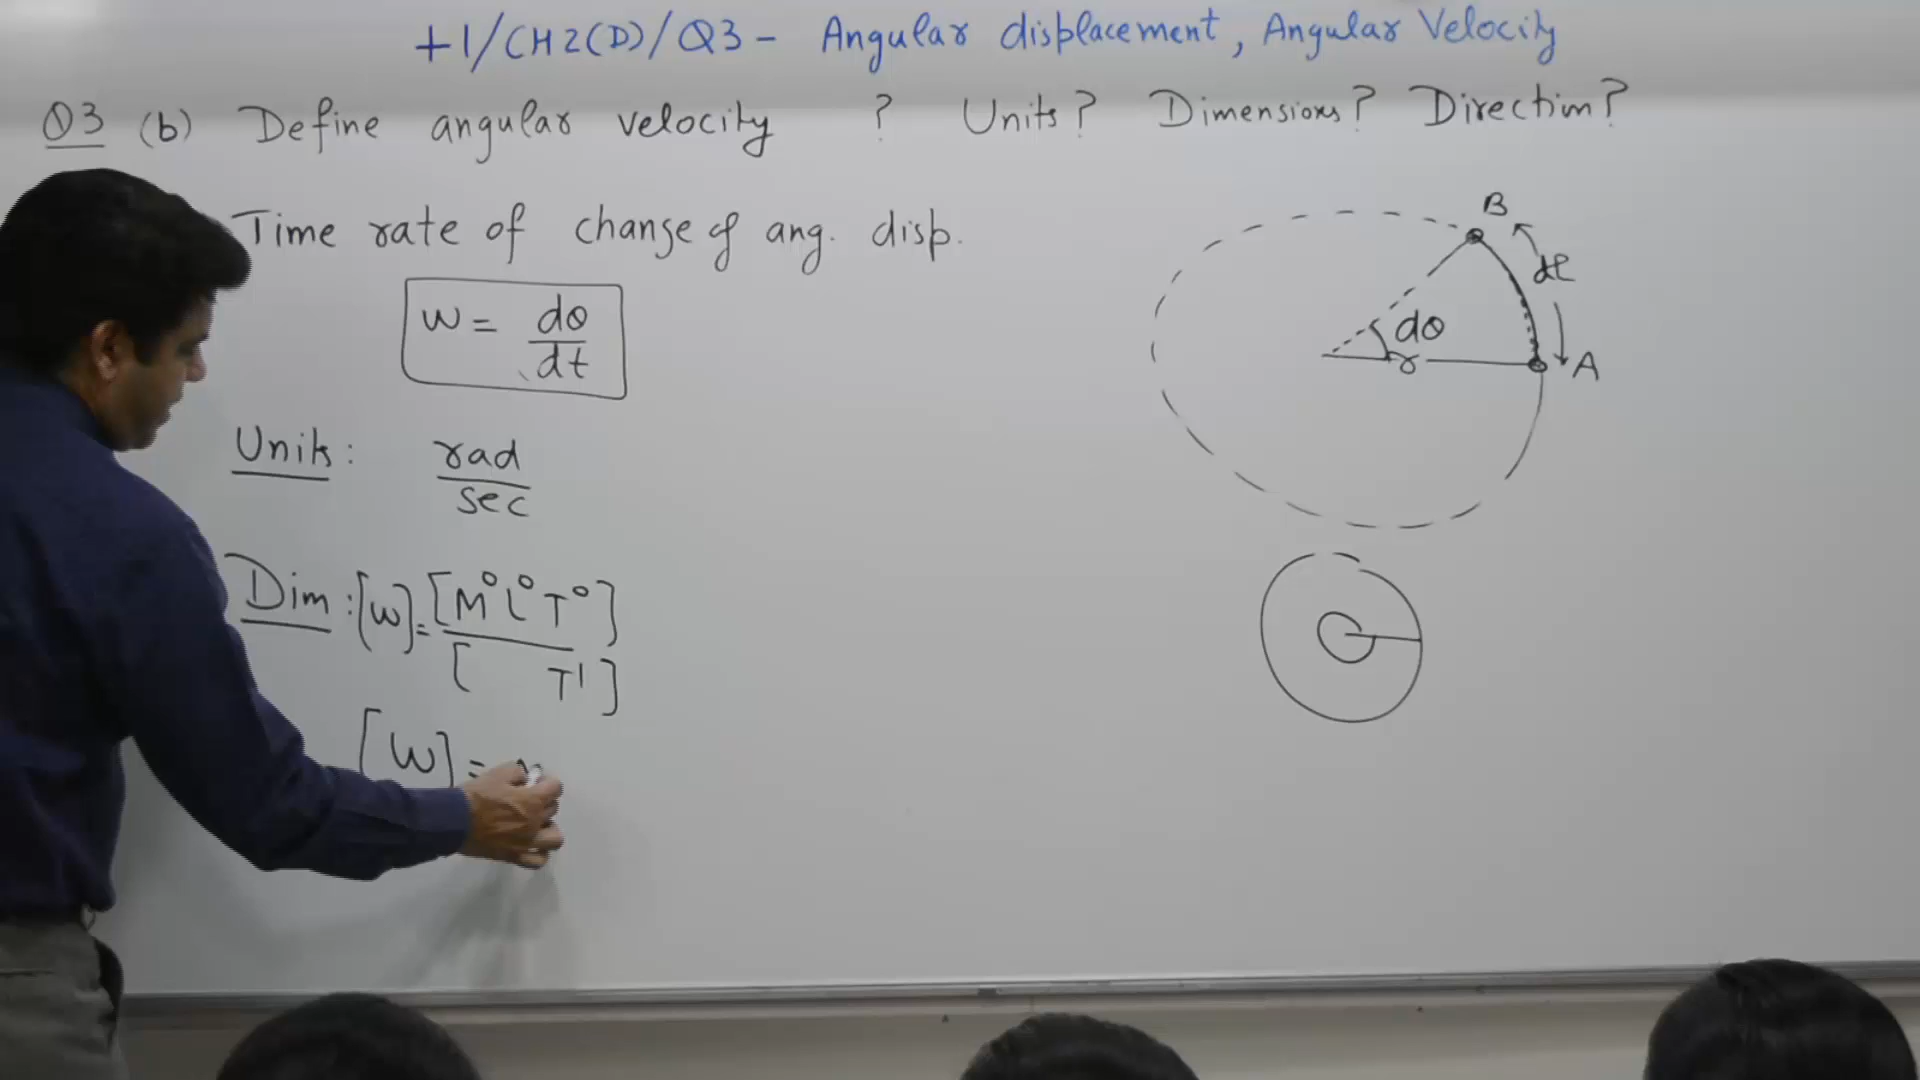 +1/CH2(D)/Q3 - Angular displacement, Angular Velocity
Q3 (b) Define angular velocity ? Units? Dimensions? Direction?
Time rate of change of ang. disp.
w = dθ/dt
Units: rad/sec
Dim: [w] = [M⁰L⁰T⁰]/[ T¹]
[w] =
B
dl
dθ
r
A